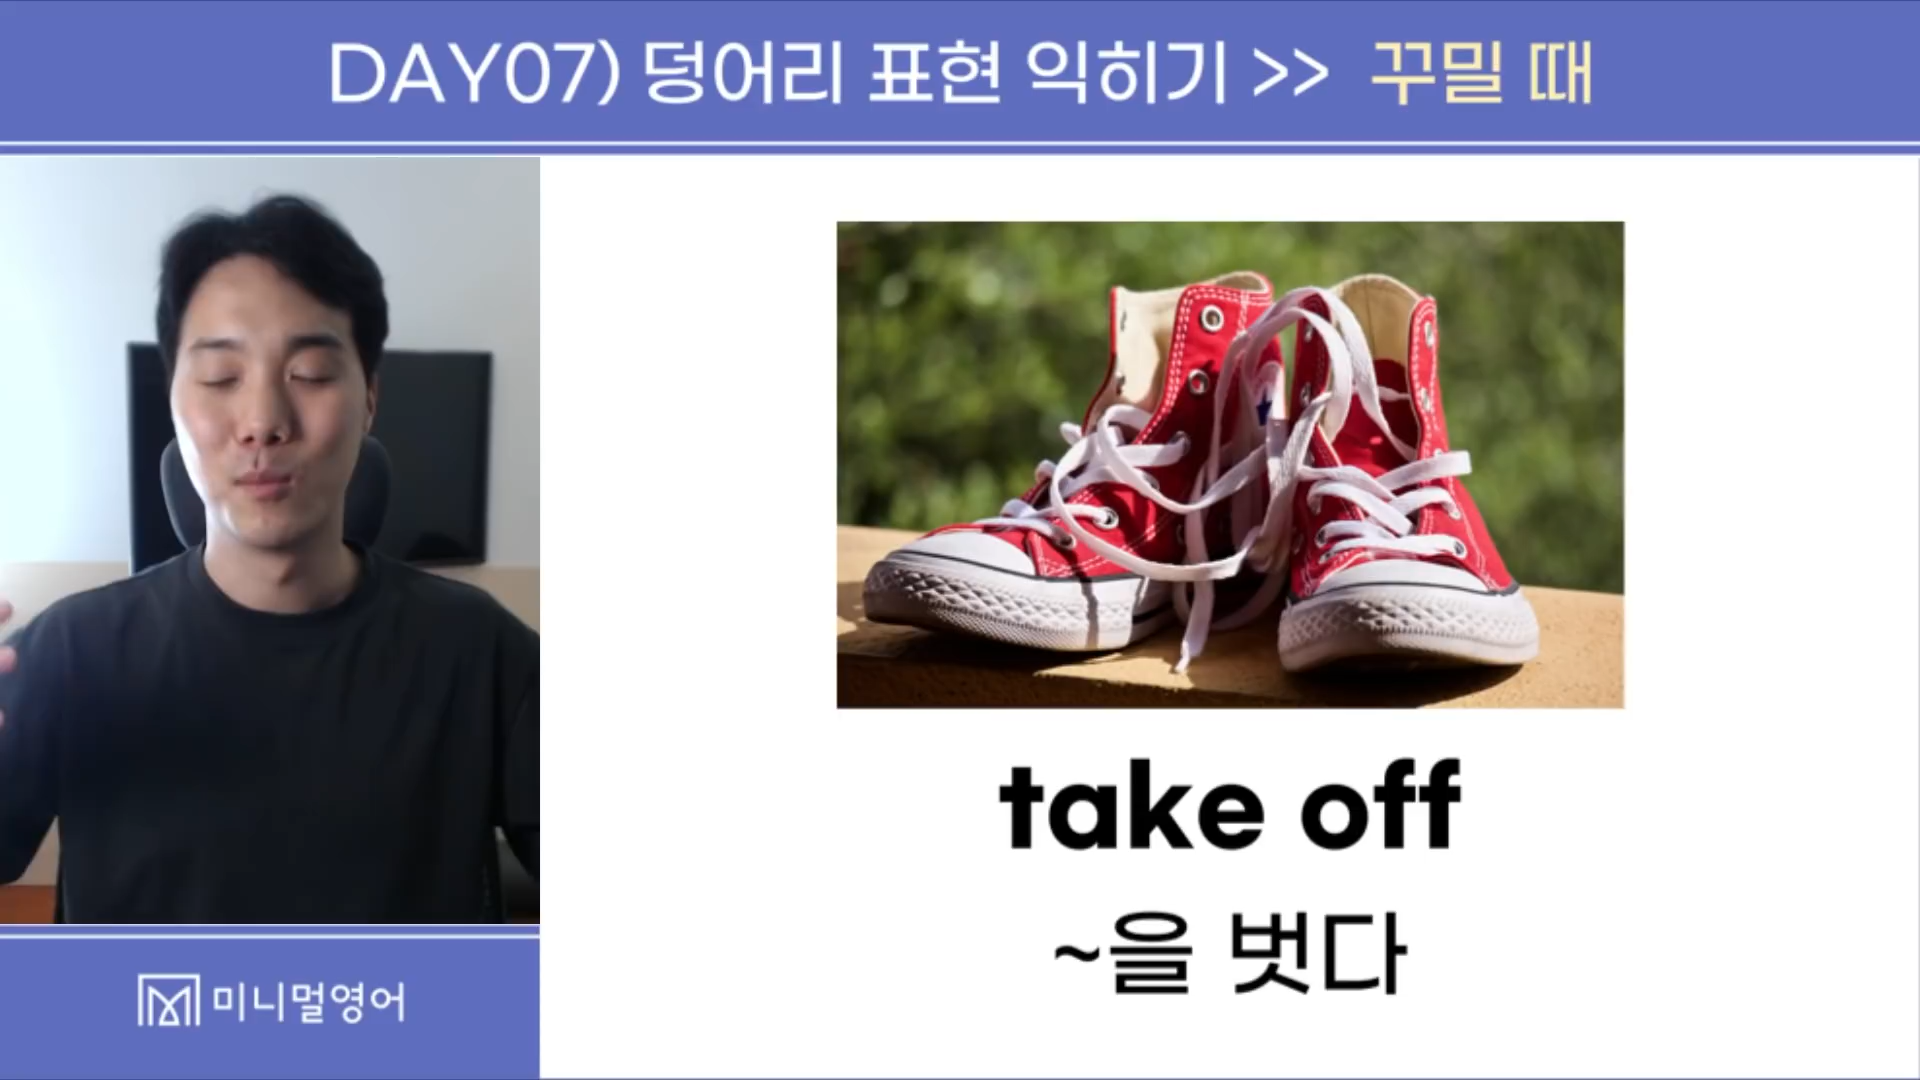 DAY07) 덩어리 표현 익히기 >> 꾸밀 때
take off
~을 벗다
미니멀영어